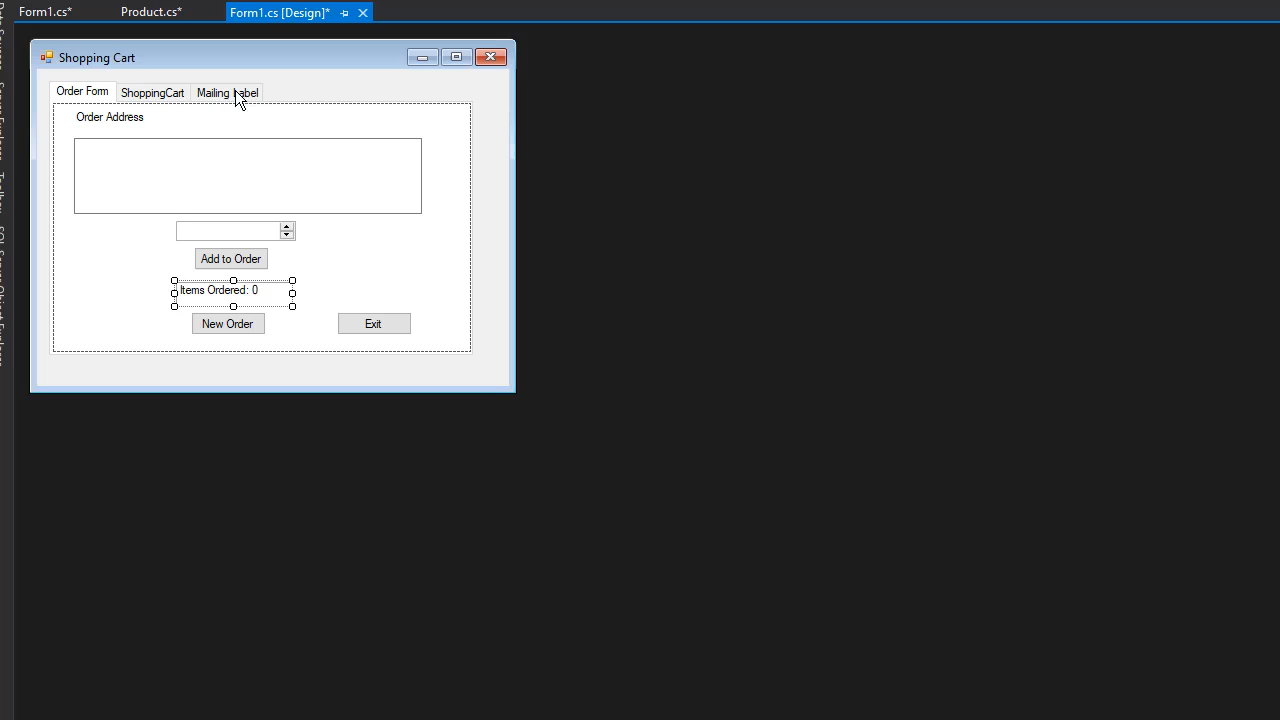 Form1.cs*
Product.cs*
Form1.cs [Design]*
Shopping Cart
Order Form
ShoppingCart
Mailing Label
Order Address
Add to Order
Items Ordered: 0
New Order
Exit